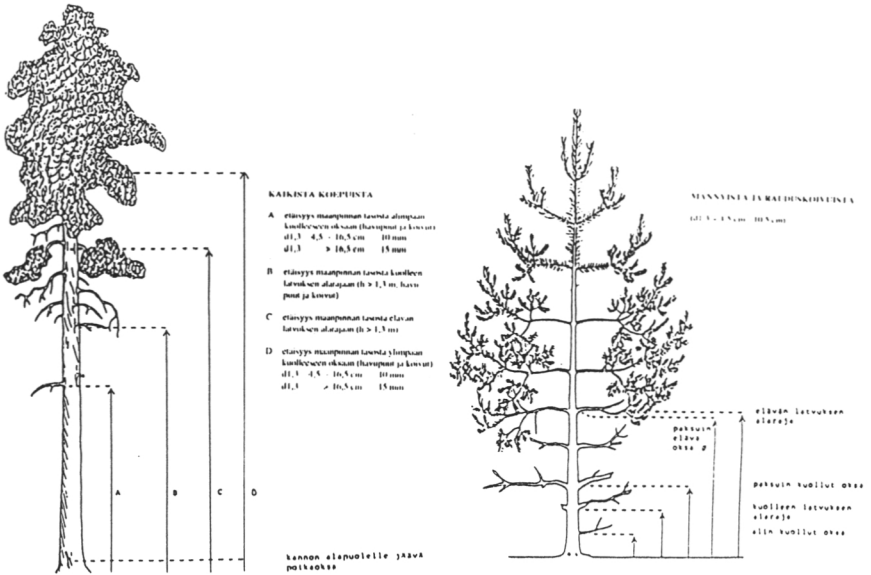 KAIKISTA KOEPUISTA
A etäisyys maanpinnan tasosta alimpaan
kuolleeseen oksaan (havupuut ja koivut)
d1,3 4,5 - 16,5 cm 10 mm
d1,3 > 16,5 cm 15 mm
B etäisyys maanpinnan tasosta kuolleen
latvuksen alarajaan (h > 1,3 m, havu
puut ja koivut)
C etäisyys maanpinnan tasosta elävän
latvuksen alarajaan (h > 1,3 m)
D etäisyys maanpinnan tasosta ylimpään
kuolleeseen oksaan (havupuut ja koivut)
d1,3 4,5 - 16,5 cm 10 mm
d1,3 > 16,5 cm 15 mm
A
B
C
D
kannon alapuolelle jäävä
poikaoksa
MÄNNYISTÄ JA RAUDUSKOIVUISTA
elävän latvuksen
alaraja
paksuin
elävä
oksa
paksuin kuollut oksa
kuolleen latvuksen
alaraja
alin kuollut oksa